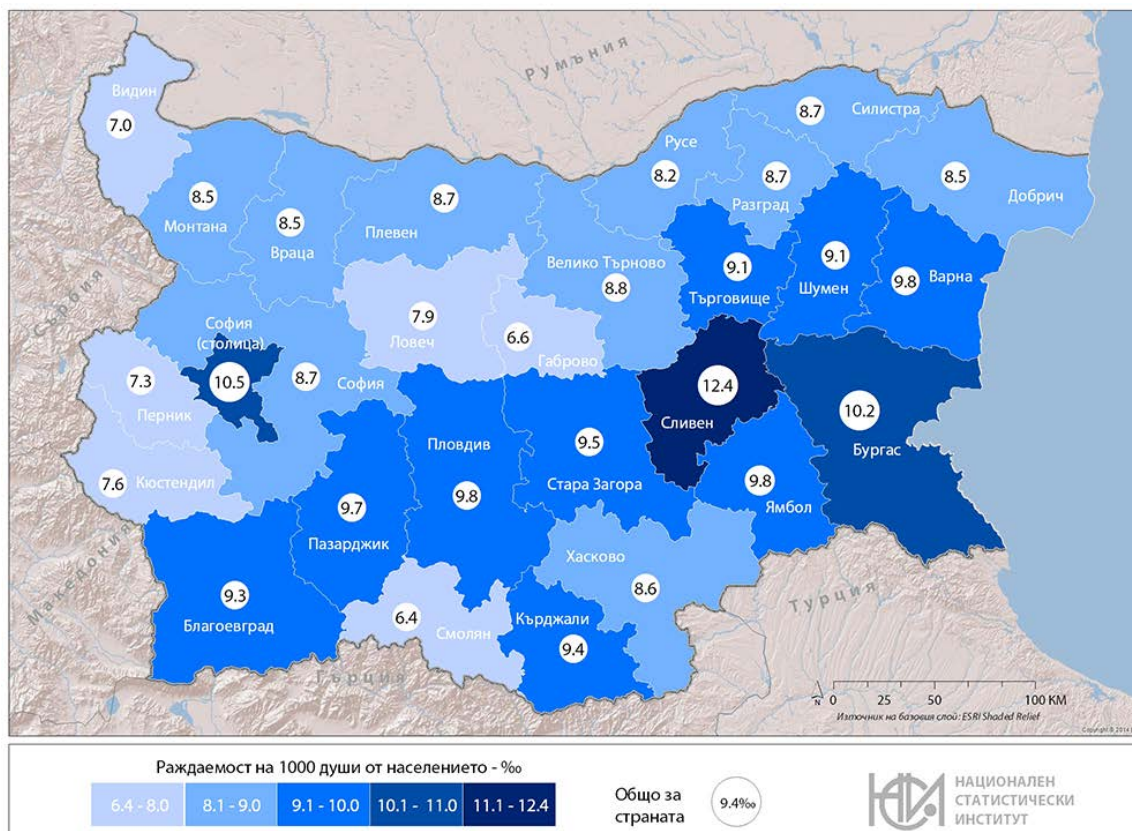 Румъния
Видин
7.0
8.7
Силистра
Русе
8.2
8.7
Разград
8.5
Добрич
8.5
Монтана
8.5
Враца
8.7
Плевен
Велико Търново
8.8
9.1
Търговище
9.1
Шумен
9.8
Варна
Сърбия
София
(столица)
10.5
8.7
София
7.9
Ловеч
6.6
Габрово
7.3
Перник
12.4
Сливен
10.2
Бургас
7.6
Кюстендил
Пловдив
9.8
9.5
Стара Загора
9.8
Ямбол
9.7
Пазарджик
Македония
9.3
Благоевград
Хасково
8.6
Турция
6.4
Смолян
Кърджали
9.4
Гърция
N
0 25 50 100 KM
Източник на базовия слой: ESRI Shaded Relief
Copyright © 2014
Раждаемост на 1000 души от населението - ‰
6.4 - 8.0 8.1 - 9.0 9.1 - 10.0 10.1 - 11.0 11.1 - 12.4
Общо за
страната
9.4‰
НСИ
НАЦИОНАЛЕН
СТАТИСТИЧЕСКИ
ИНСТИТУТ